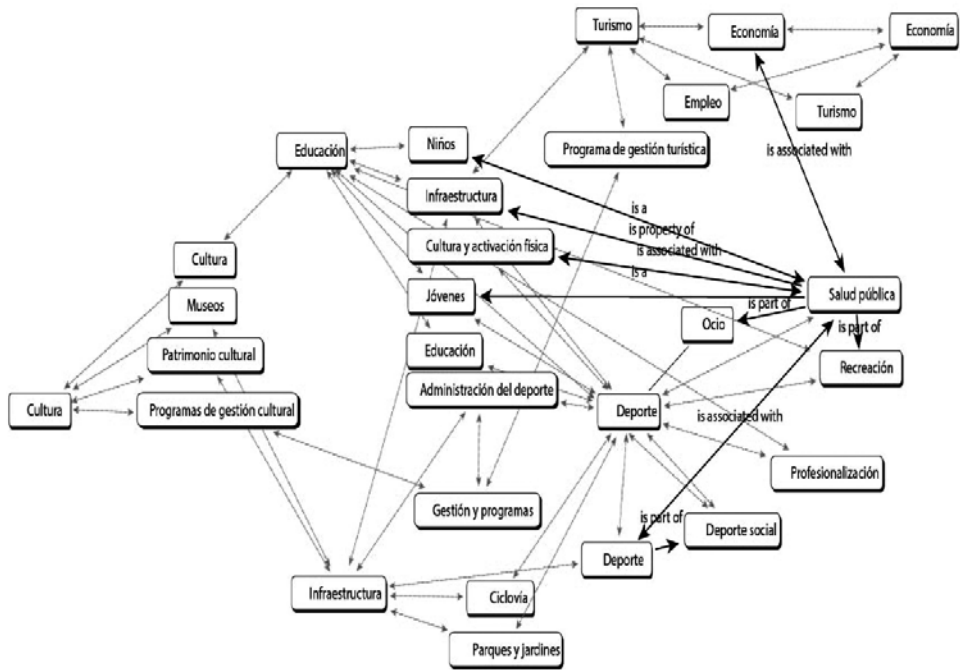 Turismo
Economía
Economía
Empleo
Turismo
is associated with
Educación
Niños
Programa de gestión turística
Infraestructura
is a
is property of
Cultura y activación física
is associated with
Cultura
is a
Jóvenes
Salud pública
Museos
is part of
Ocio
is part of
Educación
Patrimonio cultural
Recreación
Administración del deporte
Cultura
Programas de gestión cultural
Deporte
is associated with
Profesionalización
Gestión y programas
is part of
Deporte social
Deporte
Infraestructura
Ciclovía
Parques y jardines